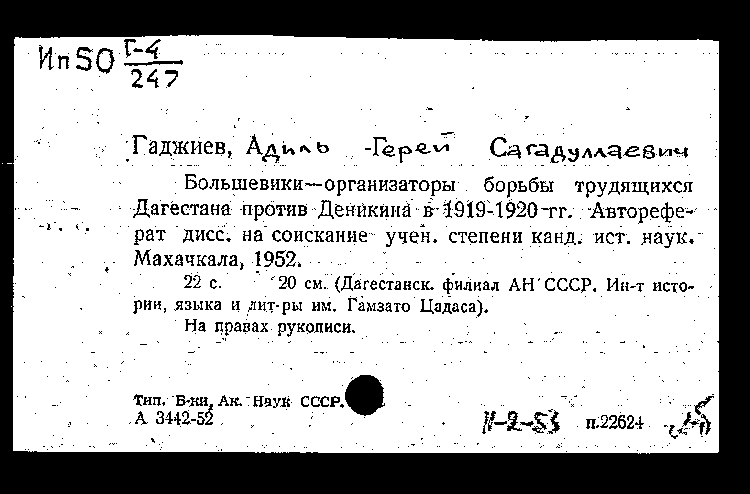 Ип50 Г-4/247
Гаджиев, Адиль -Герей Сагадуллаевич
Большевики—организаторы борьбы трудящихся
Дагестана против Деникина в 1919-1920 гг. Авторефе-
рат дисс. на соискание учен. степени канд. ист. наук.
Махачкала, 1952.
22 с. 20 см. (Дагестанск. филиал АН СССР. Ин-т исто-
рии, языка и лит-ры им. Гамзато Цадаса).
На правах рукописи.
Тип. Б-ки, Ак. Наук СССР.
А 3442-52 11-2-53 п.22624